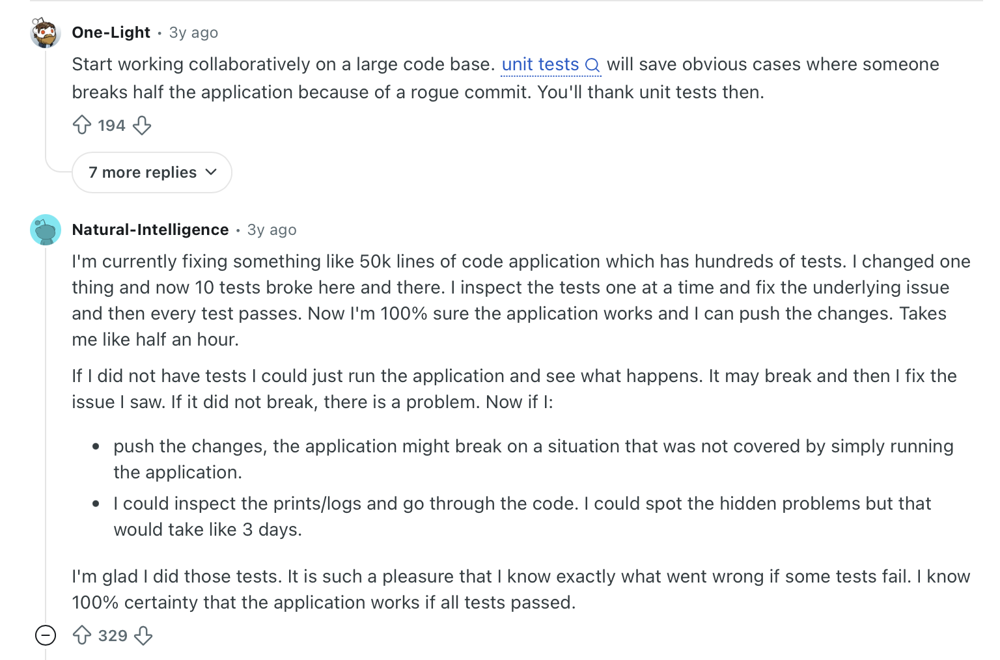 One-Light • 3y ago
Start working collaboratively on a large code base. unit tests will save obvious cases where someone
breaks half the application because of a rogue commit. You'll thank unit tests then.
194
7 more replies
Natural-Intelligence • 3y ago
I'm currently fixing something like 50k lines of code application which has hundreds of tests. I changed one
thing and now 10 tests broke here and there. I inspect the tests one at a time and fix the underlying issue
and then every test passes. Now I'm 100% sure the application works and I can push the changes. Takes
me like half an hour.
If I did not have tests I could just run the application and see what happens. It may break and then I fix the
issue I saw. If it did not break, there is a problem. Now if I:
• push the changes, the application might break on a situation that was not covered by simply running
the application.
• I could inspect the prints/logs and go through the code. I could spot the hidden problems but that
would take like 3 days.
I'm glad I did those tests. It is such a pleasure that I know exactly what went wrong if some tests fail. I know
100% certainty that the application works if all tests passed.
329